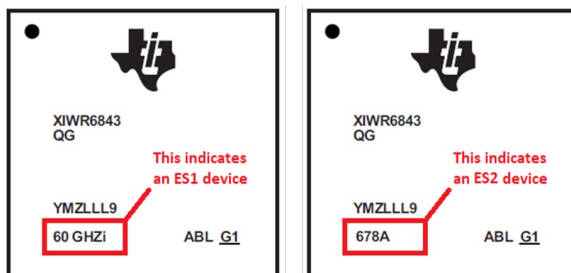 XIWR6843
QG
This indicates
an ES1 device
YMZLLL9
60 GHZi
ABL G1
XIWR6843
QG
This indicates
an ES2 device
YMZLLL9
678A
ABL G1